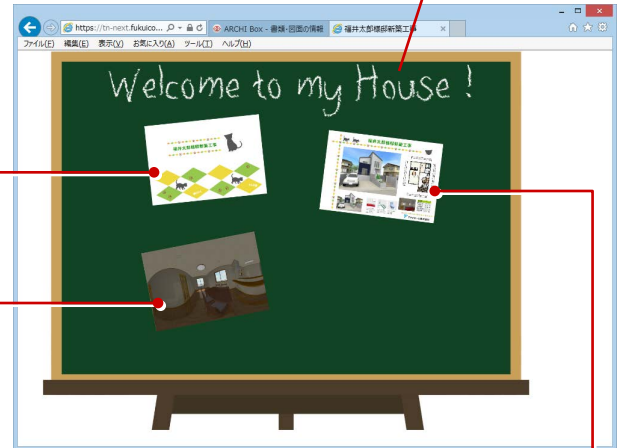 https://tn-next.fukuico...
ARCHI Box - 書類・図面の情報
福井太郎様邸新築工事
ファイル(F) 編集(E) 表示(V) お気に入り(A) ツール(T) ヘルプ(H)
Welcome to my House !
福井太郎様邸新築工事
福井太郎様邸新築工事